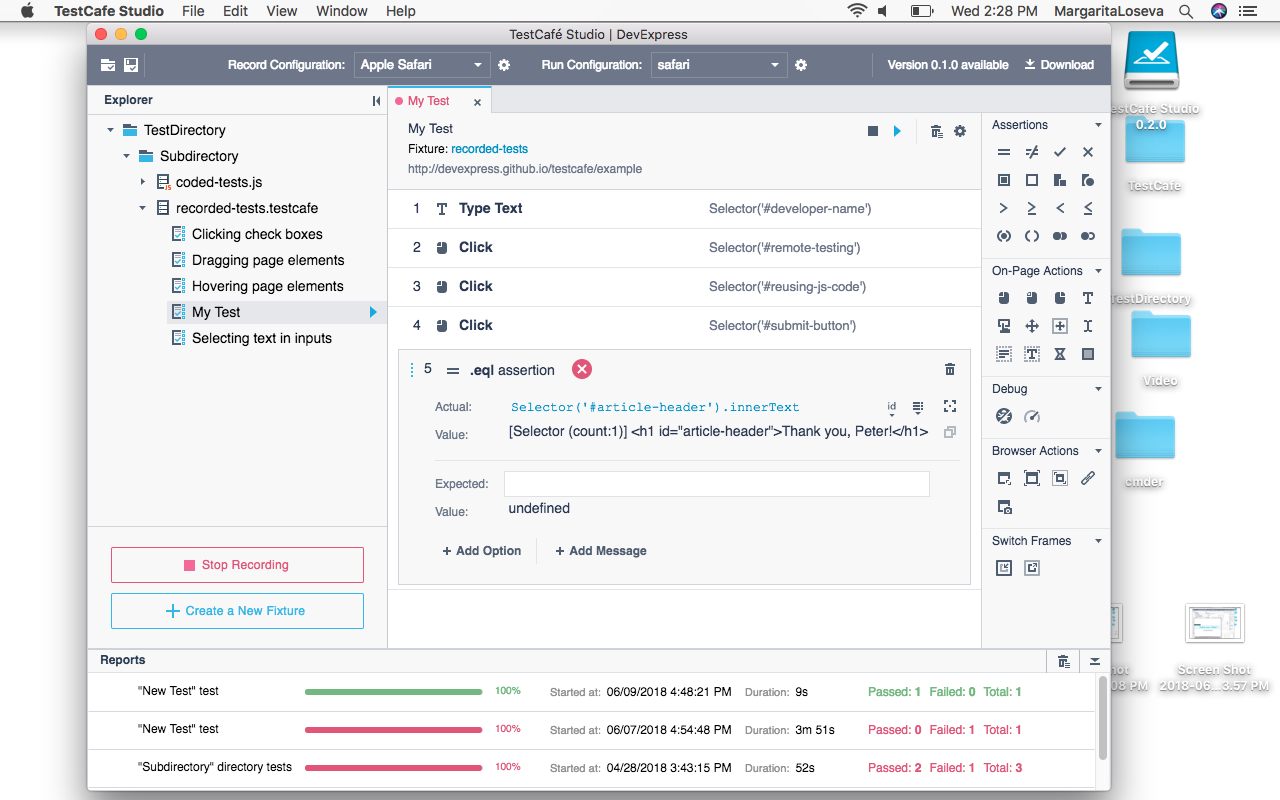 TestCafe Studio File Edit View Window Help Wed 2:28 PM MargaritaLoseva
TestCafé Studio | DevExpress
Record Configuration: Apple Safari Run Configuration: safari Version 0.1.0 available Download
Explorer
TestDirectory
Subdirectory
coded-tests.js
recorded-tests.testcafe
Clicking check boxes
Dragging page elements
Hovering page elements
My Test
Selecting text in inputs
Stop Recording
Create a New Fixture
My Test
My Test
Fixture: recorded-tests
http://devexpress.github.io/testcafe/example
1 Type Text Selector('#developer-name')
2 Click Selector('#remote-testing')
3 Click Selector('#reusing-js-code')
4 Click Selector('#submit-button')
5 .eql assertion
Actual: Selector('#article-header').innerText id
Value: [Selector (count:1)] <h1 id="article-header">Thank you, Peter!</h1>
Expected:
Value: undefined
+ Add Option + Add Message
Assertions
On-Page Actions
Debug
Browser Actions
Switch Frames
Reports
"New Test" test 100% Started at: 06/09/2018 4:48:21 PM Duration: 9s Passed: 1 Failed: 0 Total: 1
"New Test" test 100% Started at: 06/07/2018 4:54:48 PM Duration: 3m 51s Passed: 0 Failed: 1 Total: 1
"Subdirectory" directory tests 100% Started at: 04/28/2018 3:43:15 PM Duration: 52s Passed: 2 Failed: 1 Total: 3
estCafe Studio
0.2.0
TestCafe
TestDirectory
Video
cmder
Screen Shot
2018-06...3:57 PM
hot
08 PM